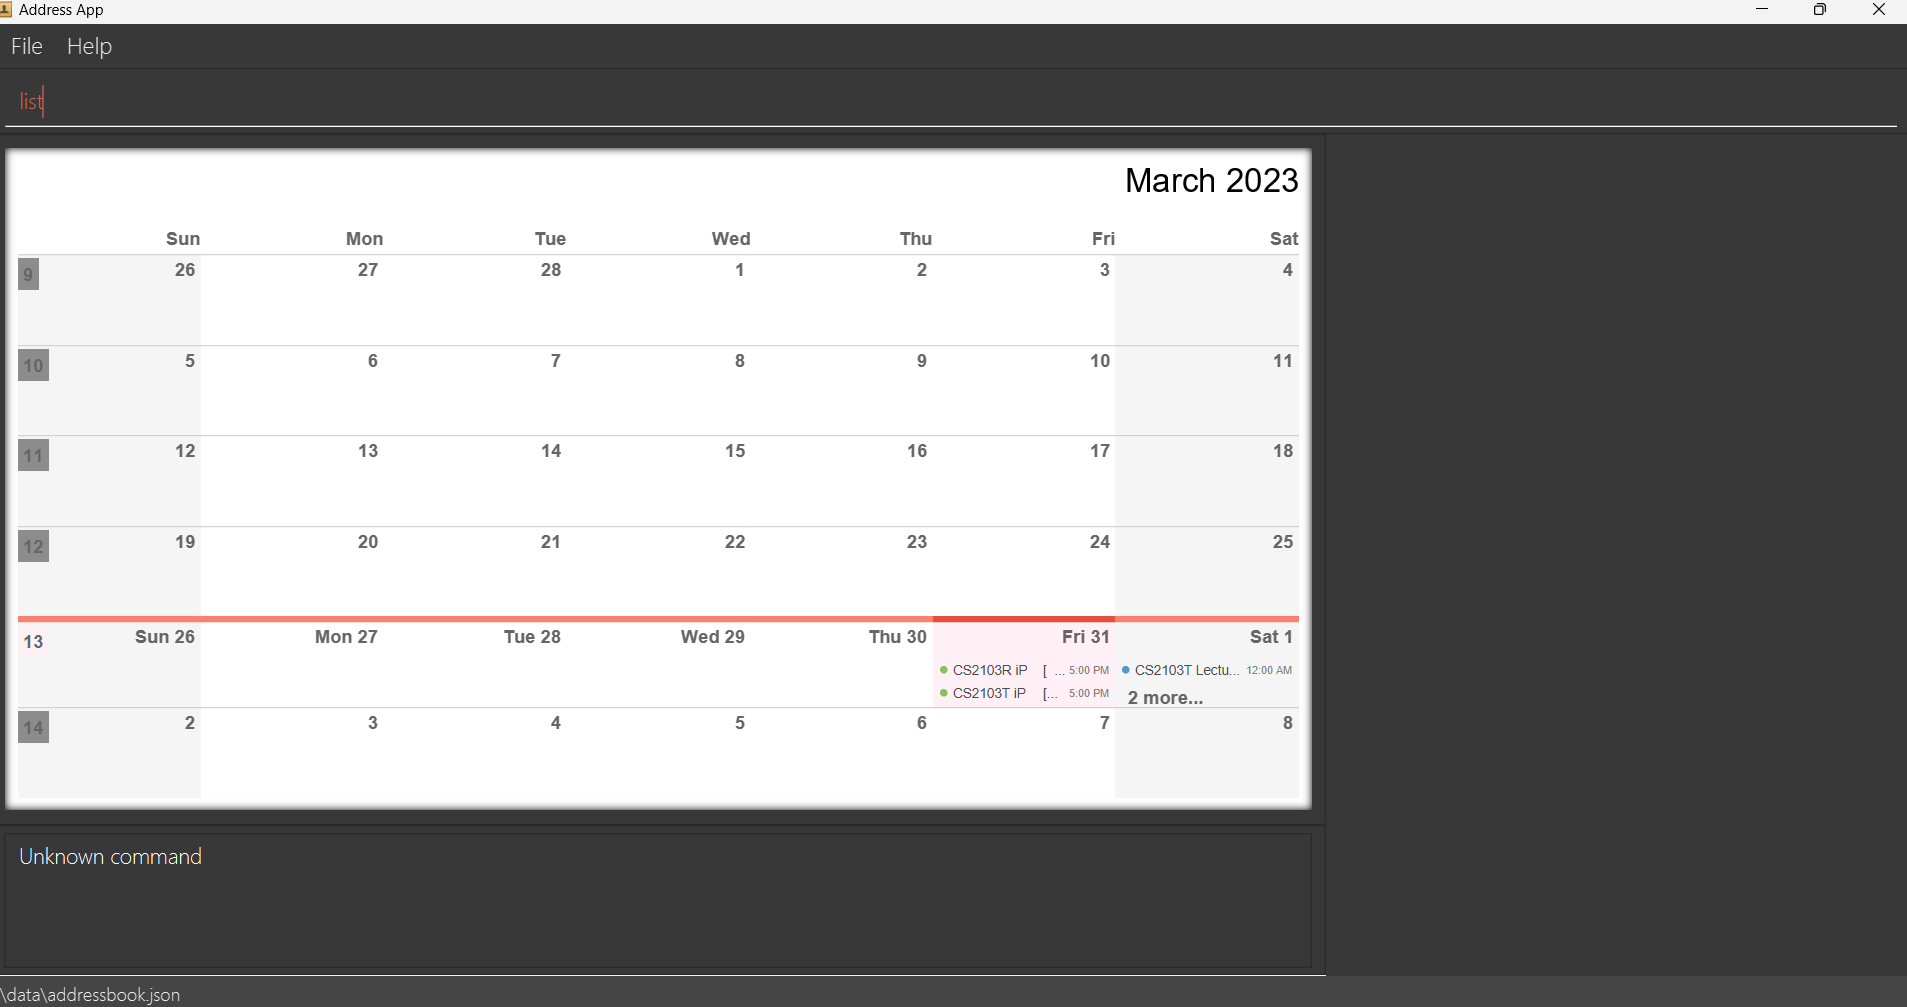 Address App
File Help
list
March 2023
Sun Mon Tue Wed Thu Fri Sat
9 26 27 28 1 2 3 4
10 5 6 7 8 9 10 11
11 12 13 14 15 16 17 18
12 19 20 21 22 23 24 25
13 Sun 26 Mon 27 Tue 28 Wed 29 Thu 30 Fri 31 Sat 1
CS2103R iP [ ... 5:00 PM CS2103T Lectu... 12:00 AM
CS2103T iP [... 5:00 PM 2 more...
14 2 3 4 5 6 7 8
Unknown command
\data\addressbook.json